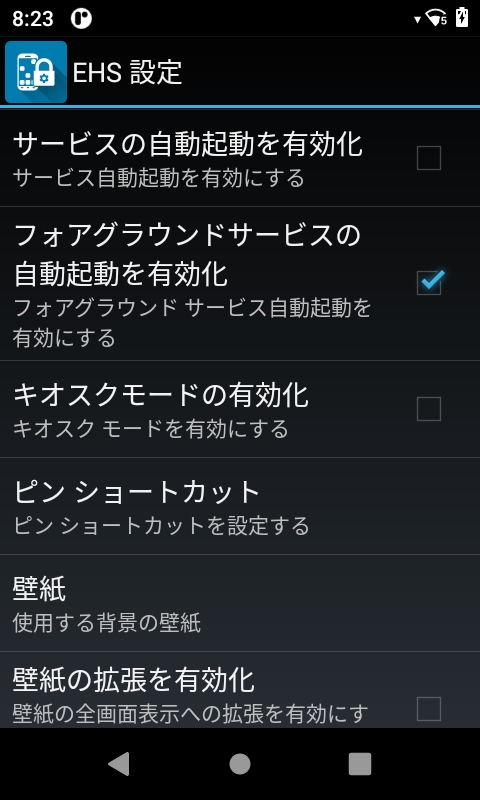 8:23
5
EHS 設定
サービスの自動起動を有効化
サービス自動起動を有効にする
フォアグラウンドサービスの
自動起動を有効化
フォアグラウンド サービス自動起動を
有効にする
キオスクモードの有効化
キオスク モードを有効にする
ピン ショートカット
ピン ショートカットを設定する
壁紙
使用する背景の壁紙
壁紙の拡張を有効化
壁紙の全画面表示への拡張を有効にす